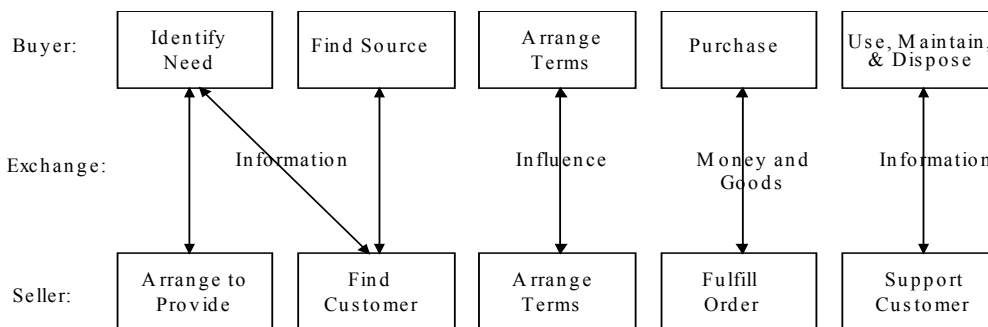 Buyer:
Identify
Need
Find Source
Arrange
Terms
Purchase
Use, Maintain,
& Dispose
Exchange:
Information
Influence
Money and
Goods
Information
Seller:
Arrange to
Provide
Find
Customer
Arrange
Terms
Fulfill
Order
Support
Customer